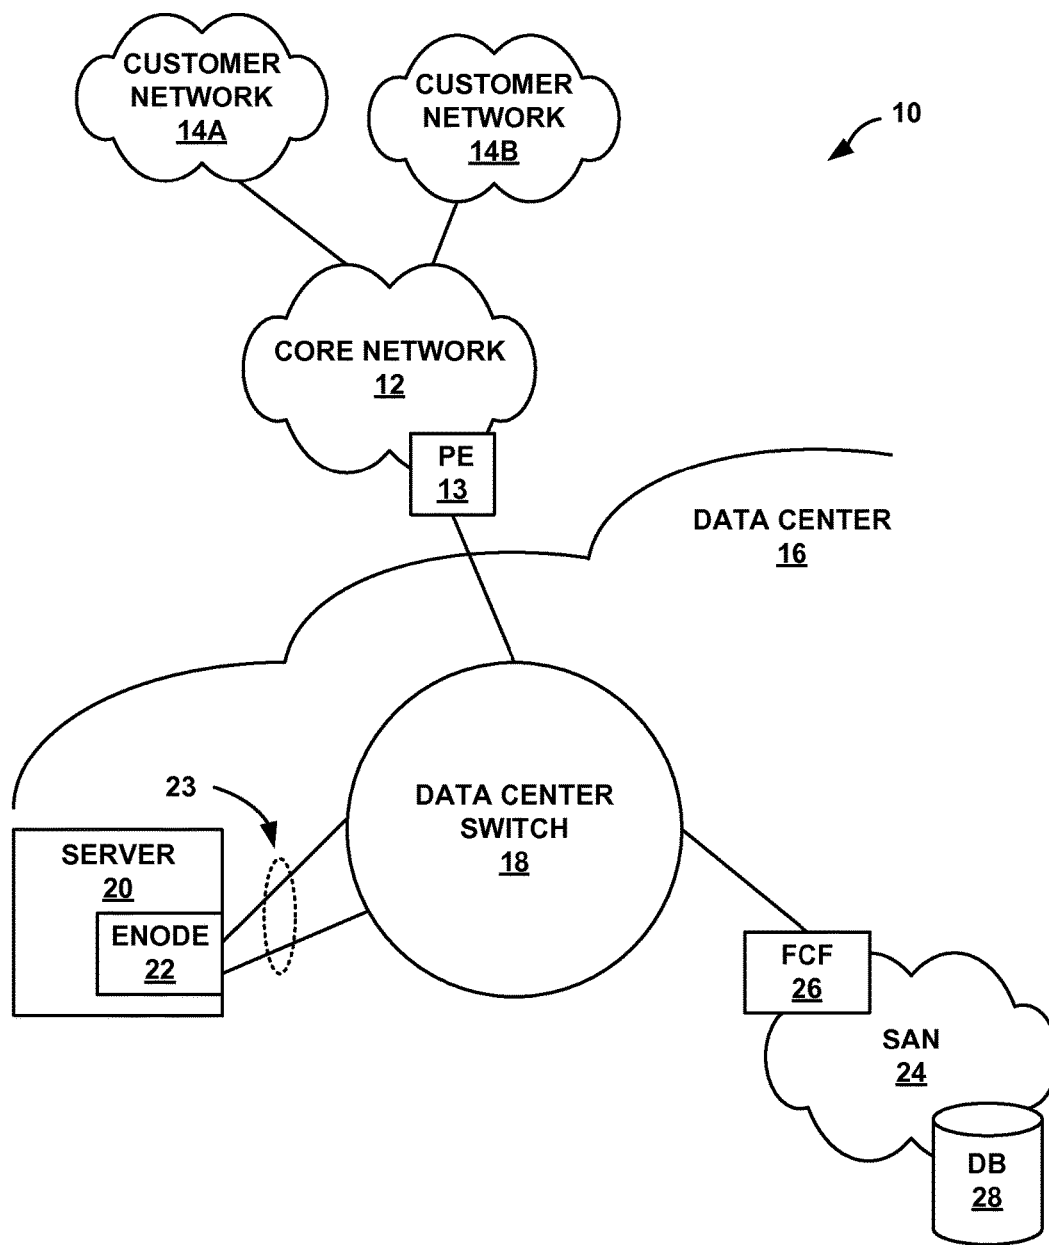 CUSTOMER
NETWORK
14A
CUSTOMER
NETWORK
14B
10
CORE NETWORK
12
PE
13
DATA CENTER
16
23
DATA CENTER
SWITCH
18
SERVER
20
ENODE
22
FCF
26
SAN
24
DB
28